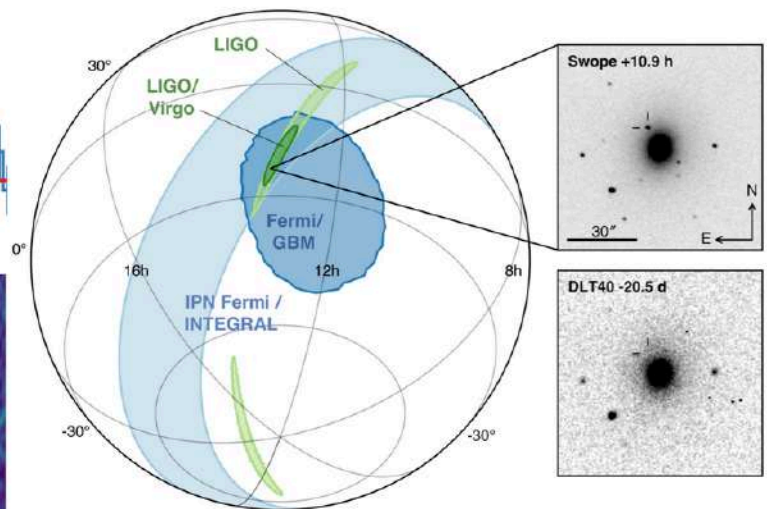 LIGO
LIGO/
Virgo
Fermi/
GBM
IPN Fermi /
INTEGRAL
30°
0°
-30°
-30°
16h
12h
8h
Swope +10.9 h
N
E
30"
DLT40 -20.5 d